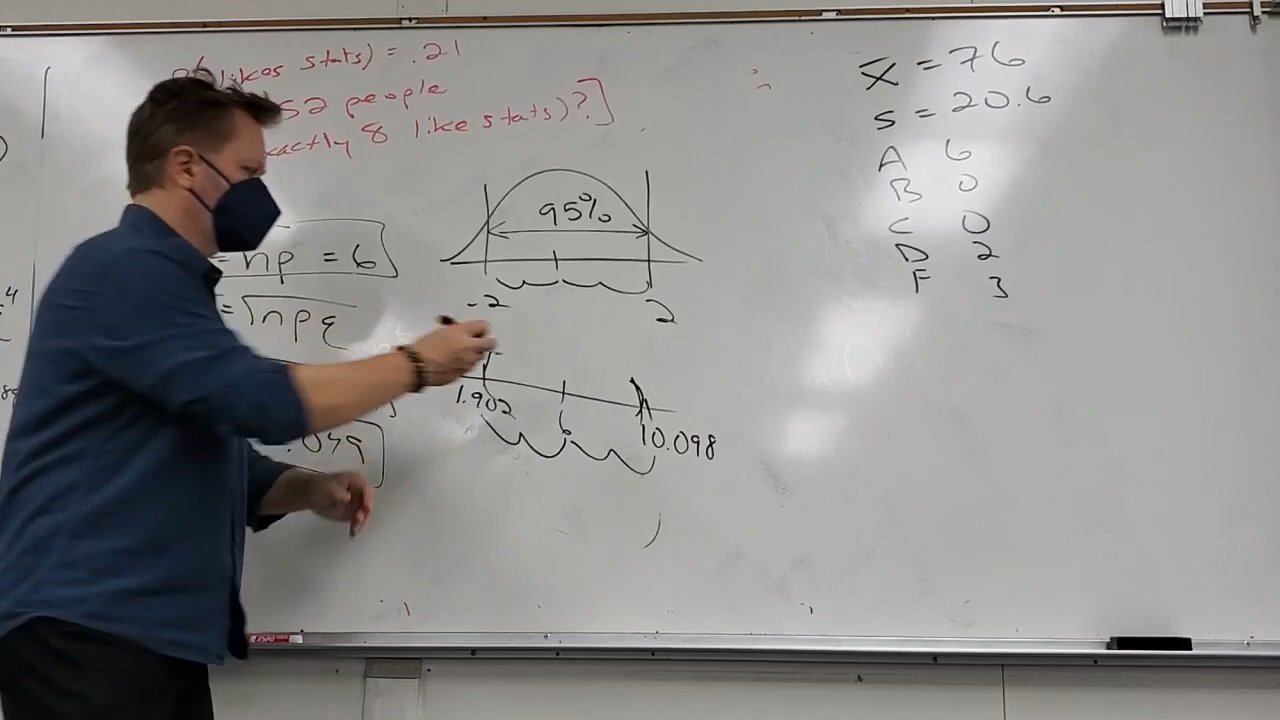 likes stats) = .21
52 people
xactly 8 like stats)?]
= np = 6
= √npq
.049
95%
-2 2
1.902 6 10.098
x̄ = 76
s = 20.6
A 6
B 0
C 0
D 2
F 3